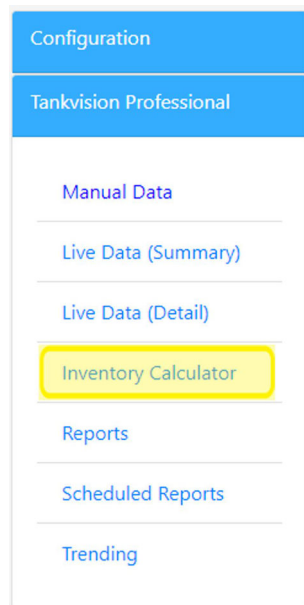 Configuration
Tankvision Professional
Manual Data
Live Data (Summary)
Live Data (Detail)
Inventory Calculator
Reports
Scheduled Reports
Trending